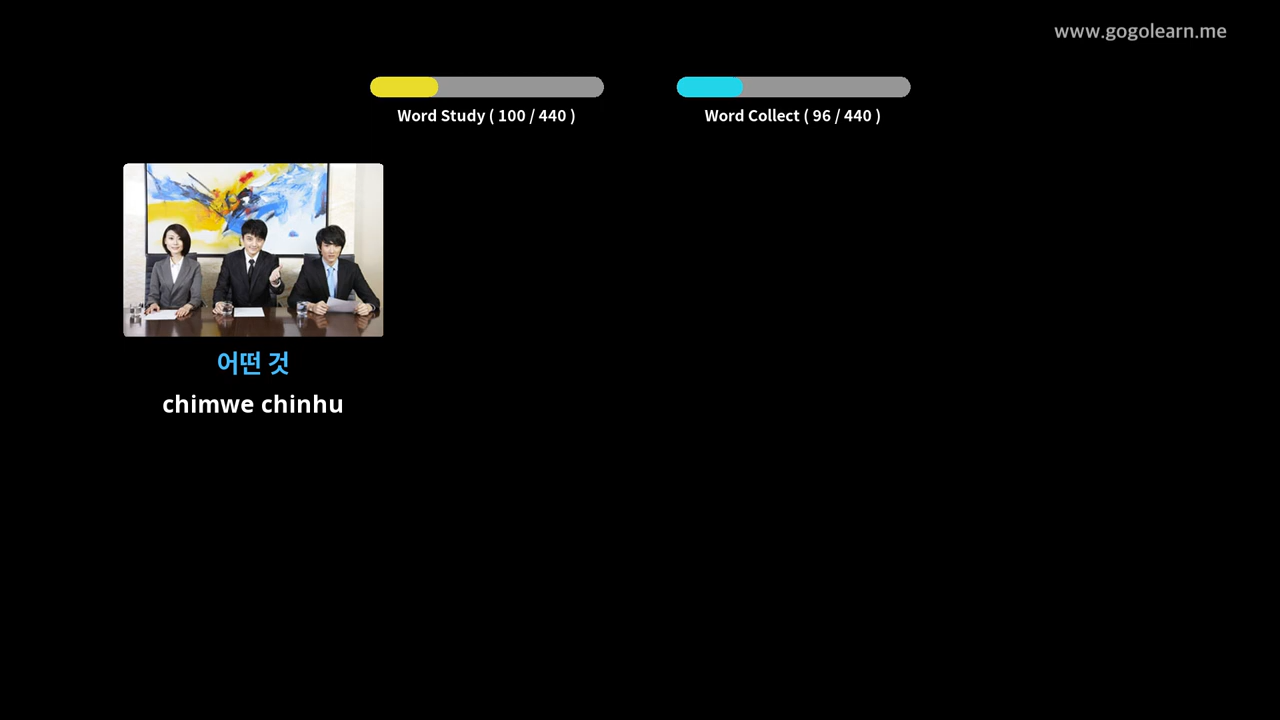 www.gogolearn.me
Word Study ( 100 / 440 )
Word Collect ( 96 / 440 )
어떤 것
chimwe chinhu